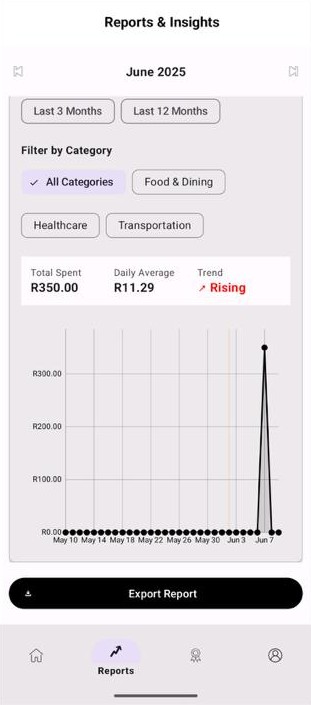 Reports & Insights
June 2025
Last 3 Months Last 12 Months
Filter by Category
All Categories Food & Dining
Healthcare Transportation
Total Spent Daily Average Trend
R350.00 R11.29 ↗ Rising
R300.00
R200.00
R100.00
R0.00
May 10 May 14 May 18 May 22 May 26 May 30 Jun 3 Jun 7
Export Report
Reports